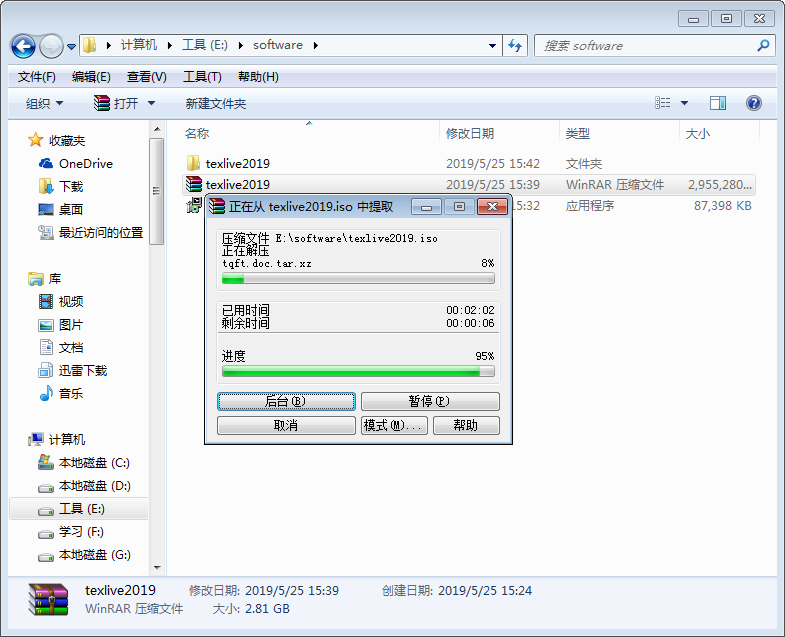 计算机 工具 (E:) software
搜索 software
文件(F) 编辑(E) 查看(V) 工具(T) 帮助(H)
组织 打开 新建文件夹
名称 修改日期 类型 大小
texlive2019 2019/5/25 15:42 文件夹
texlive2019 2019/5/25 15:39 WinRAR 压缩文件 2,955,280...
15:32 应用程序 87,398 KB
收藏夹
OneDrive
下载
桌面
最近访问的位置
库
视频
图片
文档
迅雷下载
音乐
计算机
本地磁盘 (C:)
本地磁盘 (D:)
工具 (E:)
学习 (F:)
本地磁盘 (G:)
正在从 texlive2019.iso 中提取
压缩文件 E:\software\texlive2019.iso
正在解压
tqft.doc.tar.xz 8%
已用时间 00:02:02
剩余时间 00:00:06
进度 95%
后台(B) 暂停(P)
取消 模式(M)... 帮助
texlive2019 修改日期: 2019/5/25 15:39 创建日期: 2019/5/25 15:24
WinRAR 压缩文件 大小: 2.81 GB